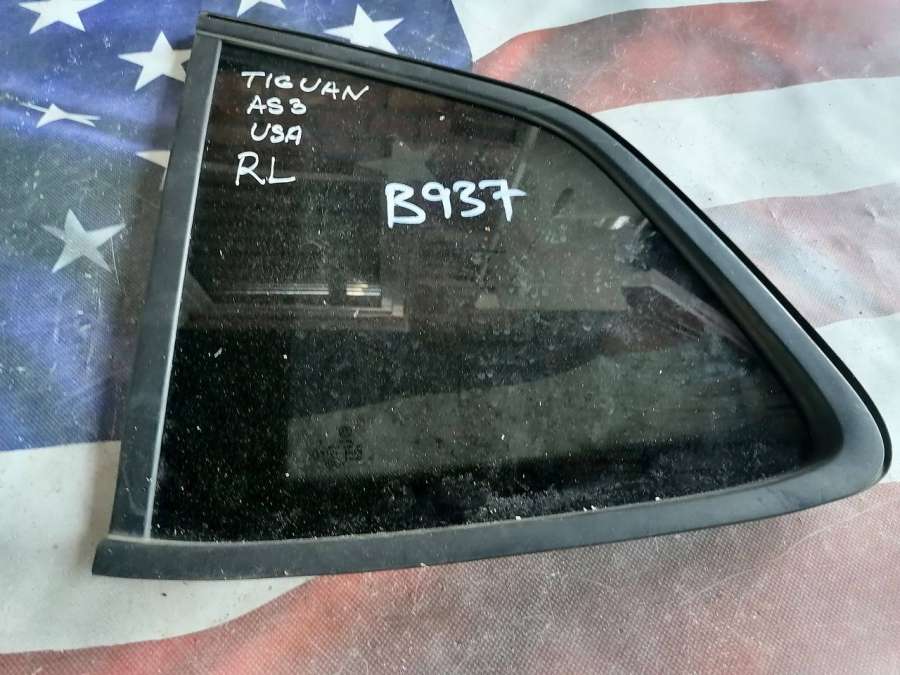 TIGUAN
AS3
USA
RL
B937